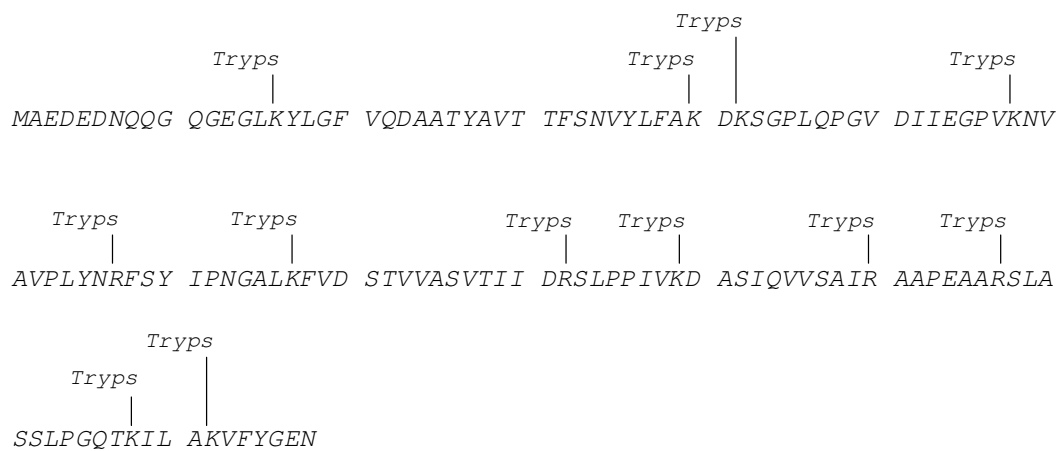 Tryps
Tryps Tryps Tryps
MAEDEDNQQG QGEGLKYLGF VQDAATYAVT TFSNVYLFAK DKSGPLQPGV DIIEGPVKNV
Tryps Tryps Tryps Tryps Tryps Tryps
AVPLYNRFSY IPNGALKFVD STVVASVTII DRSLPPIVKD ASIQVVSAIR AAPEAARSLA
Tryps
Tryps
SSLPGQTKIL AKVFYGEN